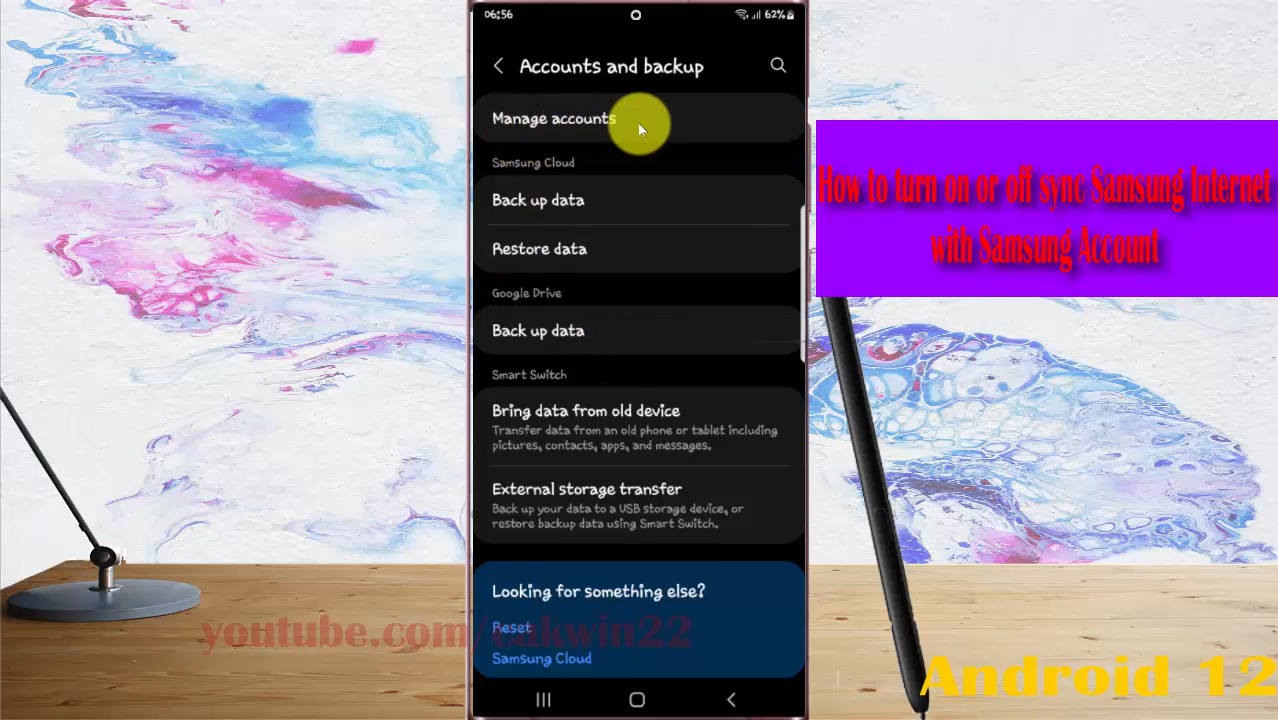 06:56
62%
Accounts and backup
Manage accounts
Samsung Cloud
Back up data
Restore data
Google Drive
Back up data
Smart Switch
Bring data from old device
Transfer data from an old phone or tablet including
pictures, contacts, apps, and messages.
External storage transfer
Back up your data to a USB storage device, or
restore backup data using Smart Switch.
Looking for something else?
Reset
Samsung Cloud
How to turn on or off sync Samsung Internet
with Samsung Account
Android 12